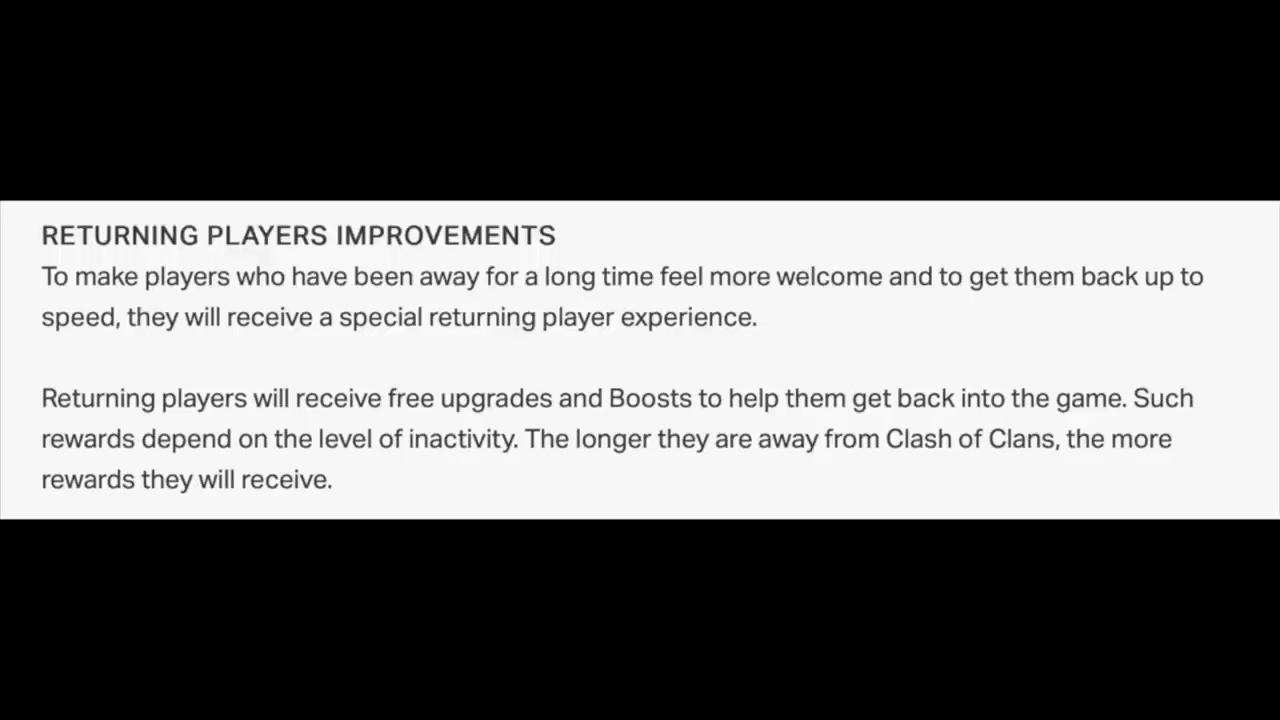 RETURNING PLAYERS IMPROVEMENTS
To make players who have been away for a long time feel more welcome and to get them back up to
speed, they will receive a special returning player experience.
Returning players will receive free upgrades and Boosts to help them get back into the game. Such
rewards depend on the level of inactivity. The longer they are away from Clash of Clans, the more
rewards they will receive.